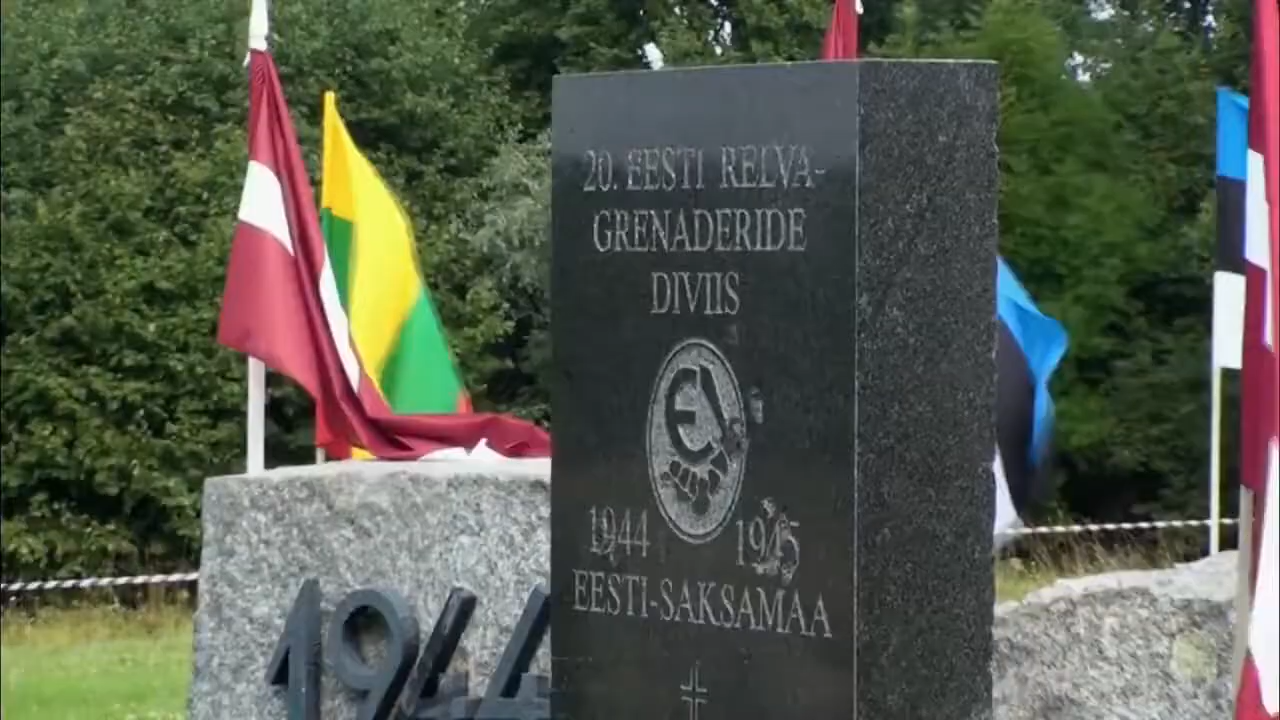 20. EESTI RELVA-
GRENADERIDE
DIVIIS
E
1944 1945
EESTI-SAKSAMAA
1944